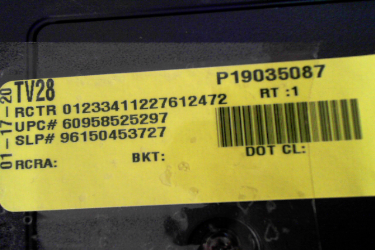 01-17-20
TV28
P19035087
RCTR 01233411227612472
RT :1
UPC# 60958525297
SLP# 96150453727
RCRA:
BKT:
DOT CL: